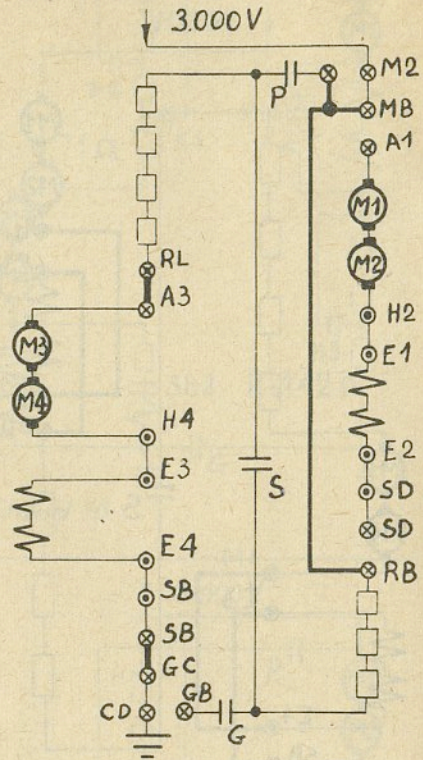 3.000V
M2
P
MB
A1
M1
M2
RL
A3
M3
H2
M4
E1
H4
E3
S
E2
SD
E4
SD
SB
RB
SB
GC
GB
CD
G